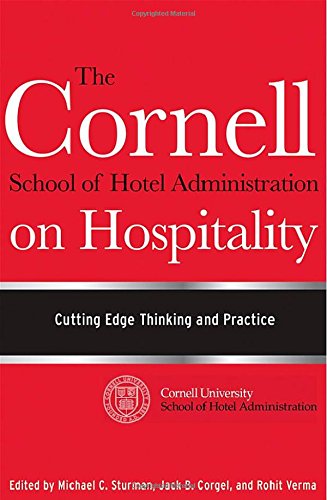 The
Cornell
School of Hotel Administration
on Hospitality
Cutting Edge Thinking and Practice
Cornell University
School of Hotel Administration
Edited by Michael C. Sturman, Jack B. Corgel, and Rohit Verma